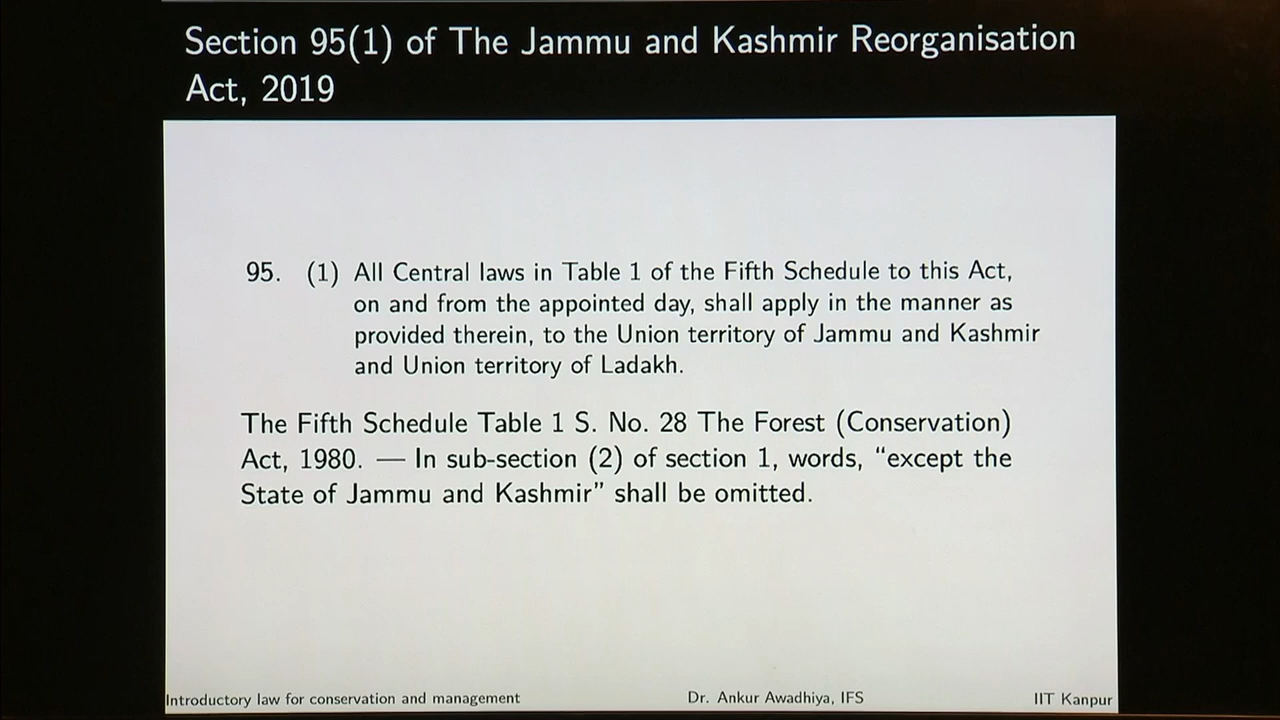 Section 95(1) of The Jammu and Kashmir Reorganisation
Act, 2019
95. (1) All Central laws in Table 1 of the Fifth Schedule to this Act,
on and from the appointed day, shall apply in the manner as
provided therein, to the Union territory of Jammu and Kashmir
and Union territory of Ladakh.
The Fifth Schedule Table 1 S. No. 28 The Forest (Conservation)
Act, 1980. — In sub-section (2) of section 1, words, “except the
State of Jammu and Kashmir” shall be omitted.
Introductory law for conservation and management Dr. Ankur Awadhiya, IFS IIT Kanpur